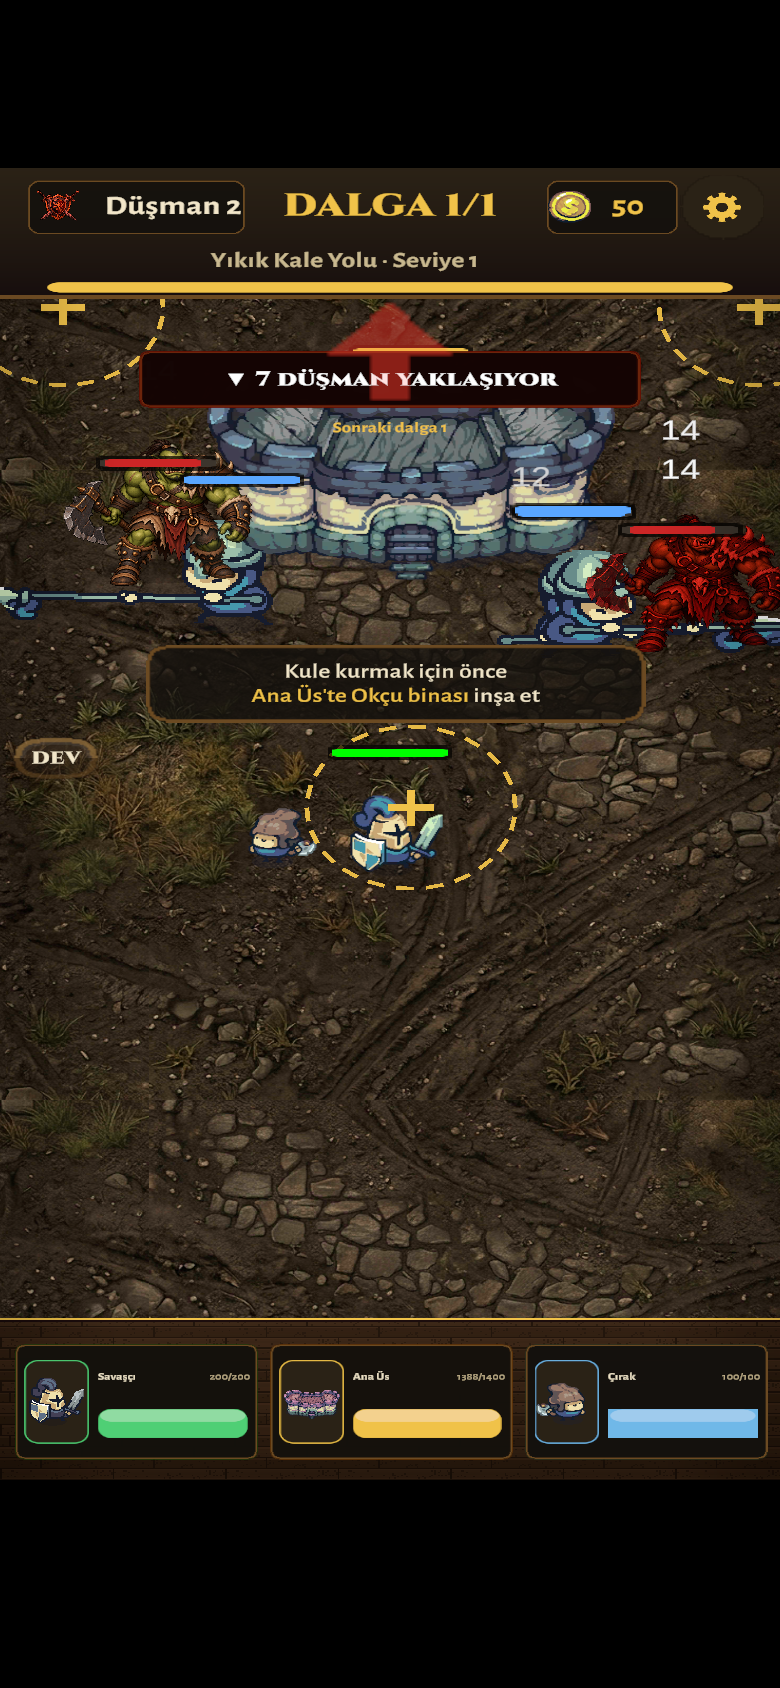 Düşman 2
DALGA 1/1
50
Yıkık Kale Yolu · Seviye 1
▼ 7 DÜŞMAN YAKLAŞIYOR
Sonraki dalga 1
14
14
12
Kule kurmak için önce
Ana Üs'te Okçu binası inşa et
DEV
Savaşçı 200/200
Ana Üs 1388/1400
Çırak 100/100